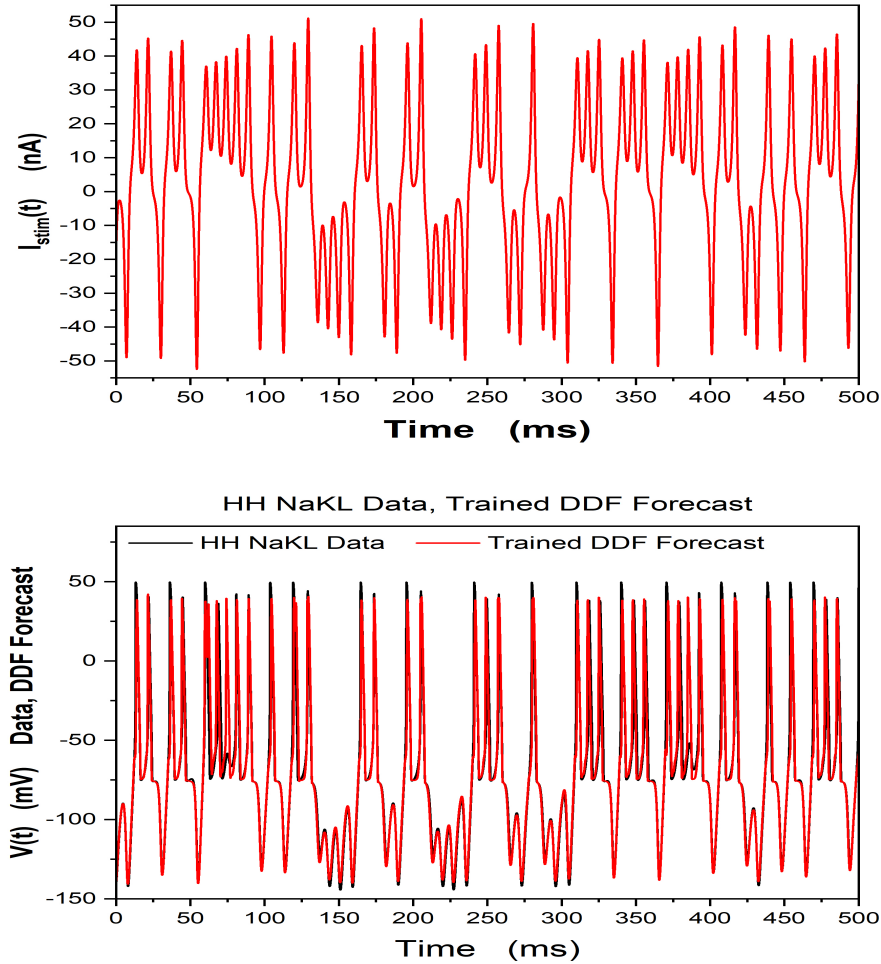 50
40
30
20
10
0
-10
-20
-30
-40
-50
I_stim(t) (nA)
0 50 100 150 200 250 300 350 400 450 500
Time (ms)
HH NaKL Data, Trained DDF Forecast
HH NaKL Data Trained DDF Forecast
50
0
-50
-100
-150
V(t) (mV) Data, DDF Forecast
0 50 100 150 200 250 300 350 400 450 500
Time (ms)